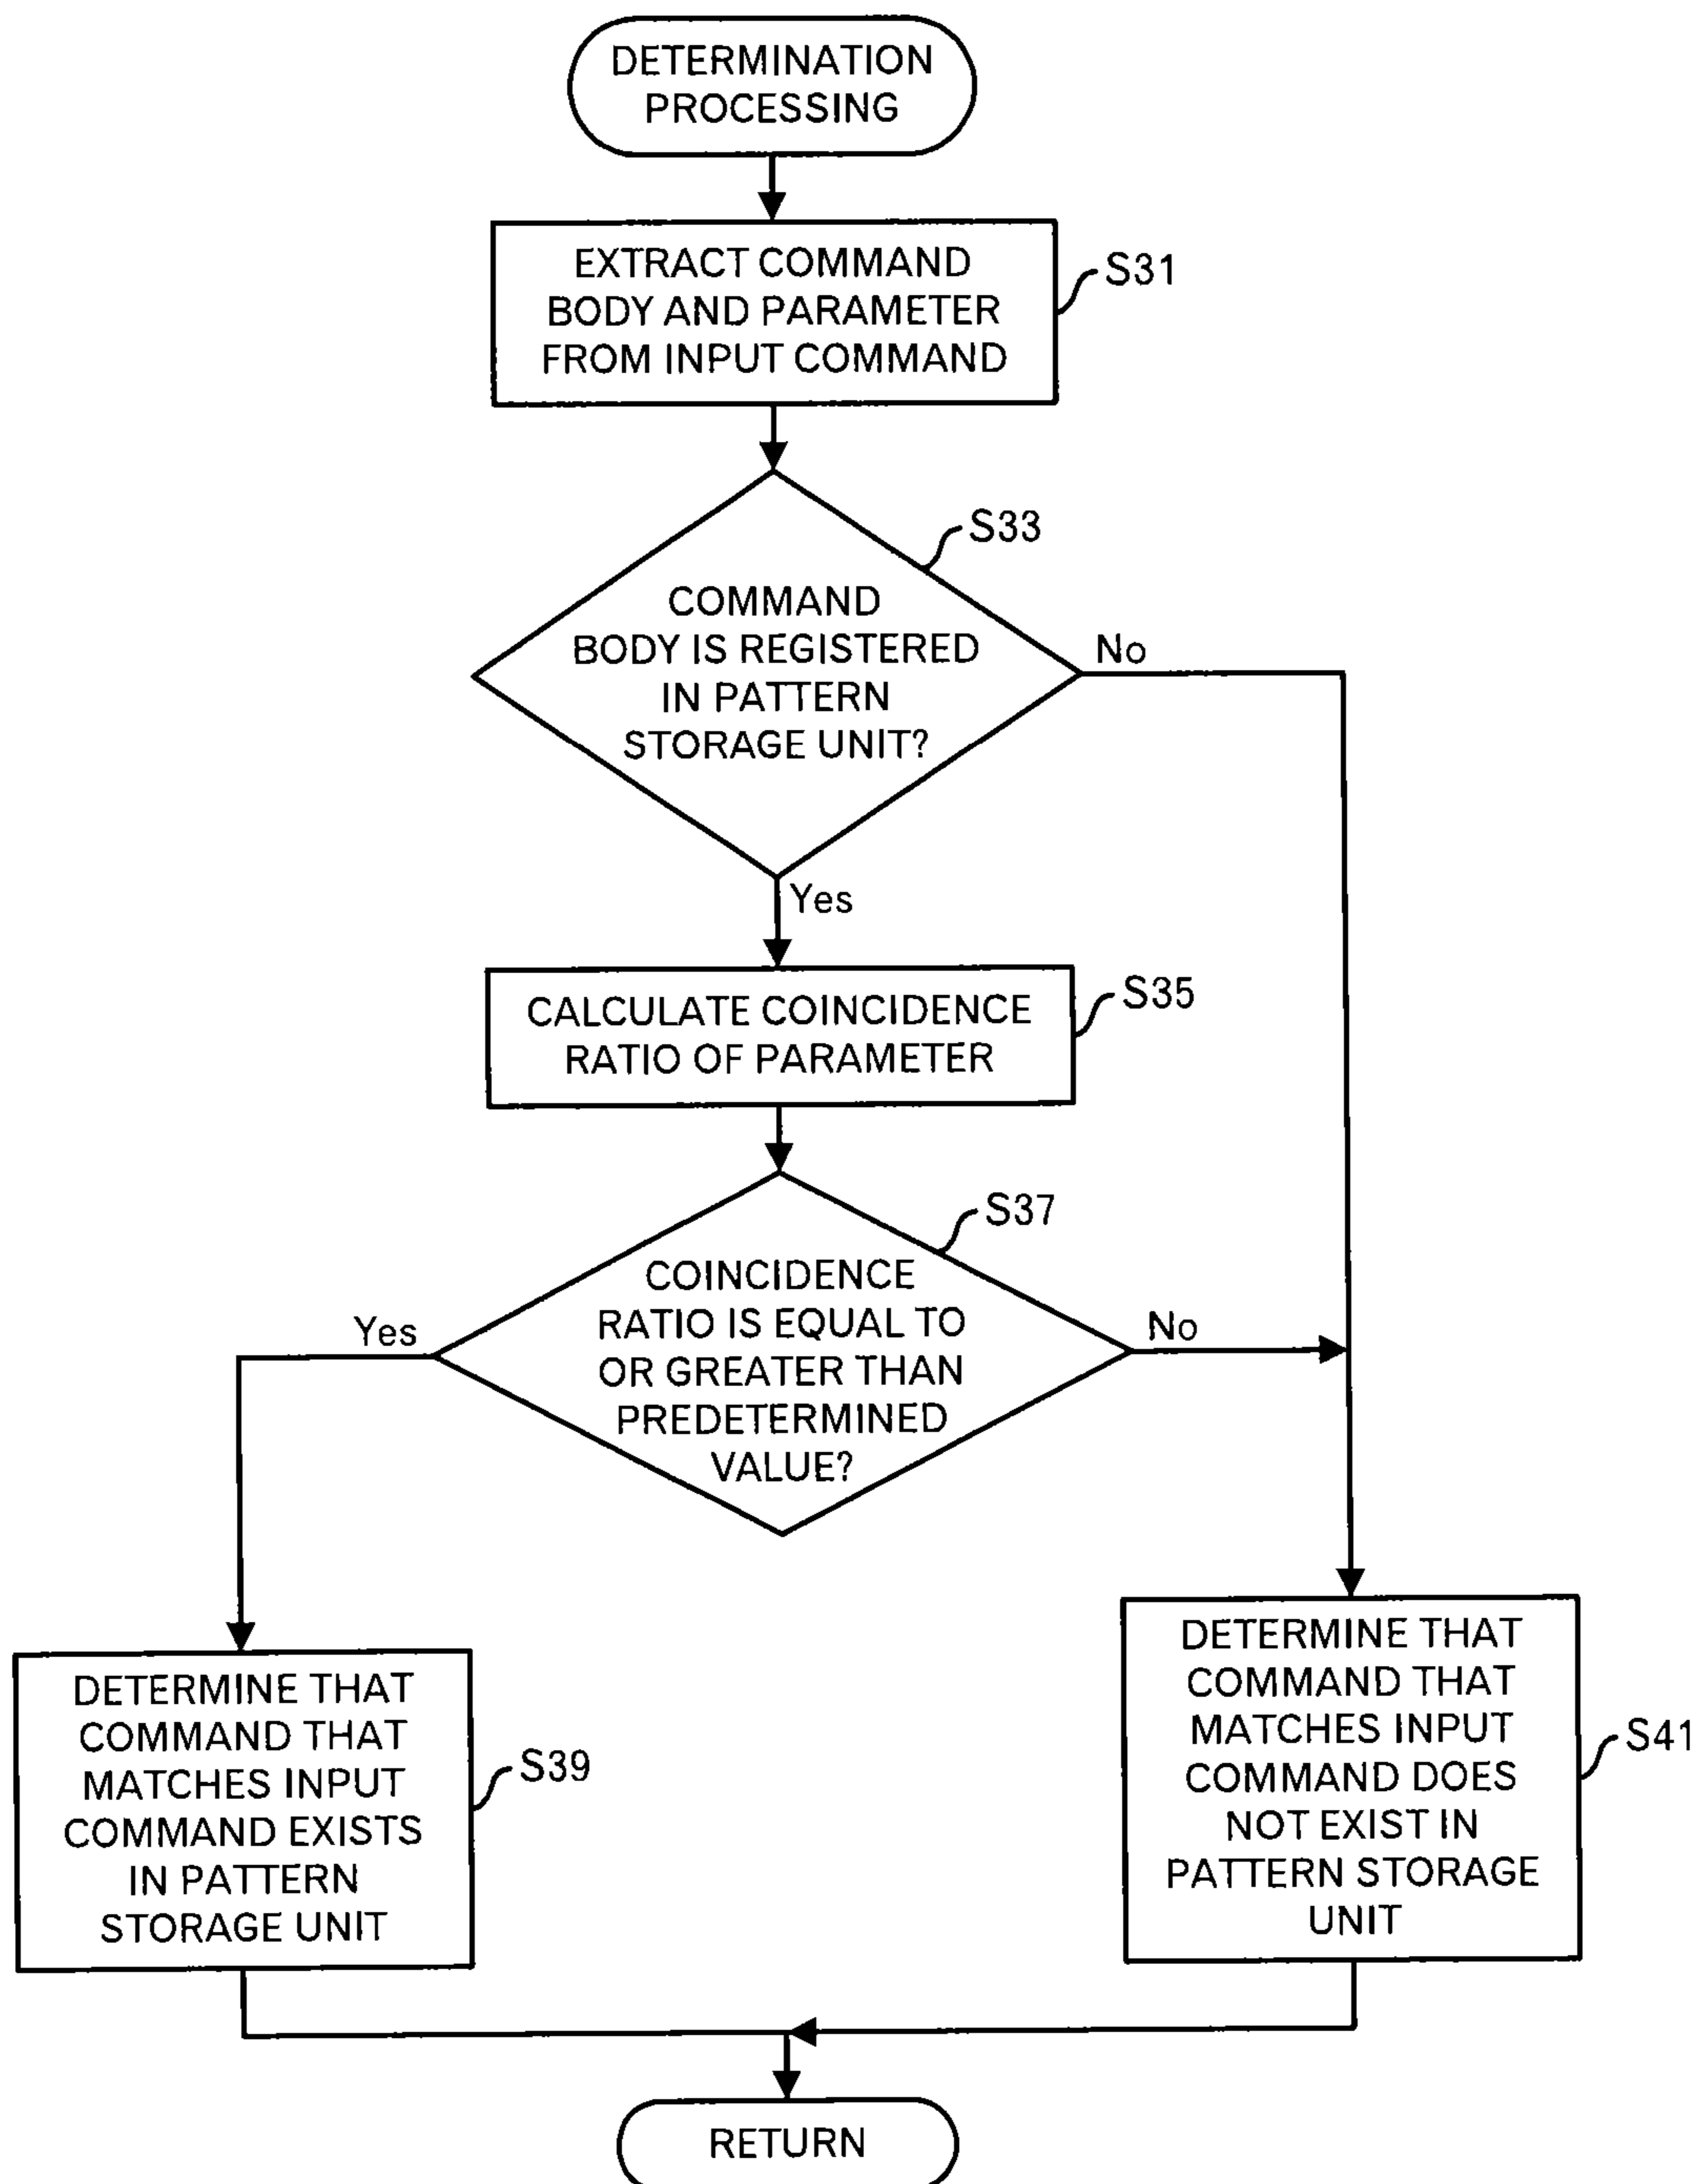 DETERMINATION
PROCESSING
EXTRACT COMMAND
BODY AND PARAMETER
FROM INPUT COMMAND
S31
S33
COMMAND
BODY IS REGISTERED
IN PATTERN
STORAGE UNIT?
No
Yes
CALCULATE COINCIDENCE
RATIO OF PARAMETER
S35
S37
COINCIDENCE
RATIO IS EQUAL TO
OR GREATER THAN
PREDETERMINED
VALUE?
Yes
No
DETERMINE THAT
COMMAND THAT
MATCHES INPUT
COMMAND EXISTS
IN PATTERN
STORAGE UNIT
S39
DETERMINE THAT
COMMAND THAT
MATCHES INPUT
COMMAND DOES
NOT EXIST IN
PATTERN STORAGE
UNIT
S41
RETURN